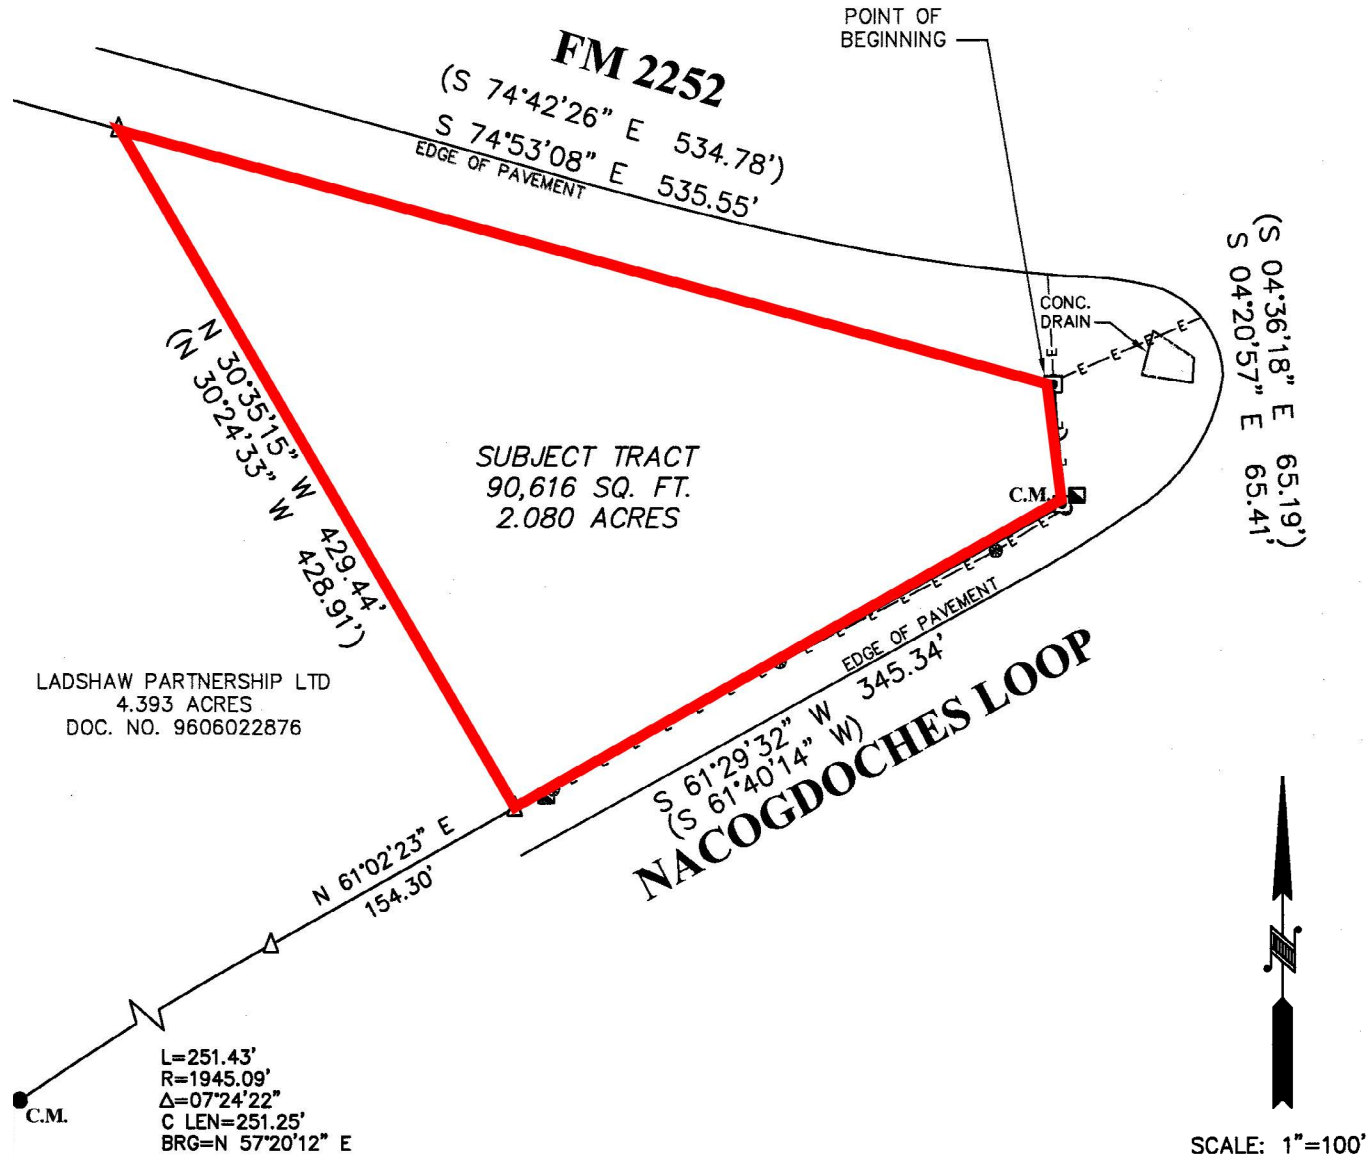 POINT OF
BEGINNING
FM 2252
(S 74°42'26" E 534.78')
S 74°53'08" E 535.55'
EDGE OF PAVEMENT
(S 04°36'18" E 65.19')
S 04°20'57" E 65.41'
CONC.
DRAIN
E
E
E
E
E
N 30°35'15" W 429.44'
(N 30°24'33" W 428.91')
SUBJECT TRACT
90,616 SQ. FT.
2.080 ACRES
C.M.
E
E
E
E
E
EDGE OF PAVEMENT
S 61°29'32" W 345.34'
(S 61°40'14" W)
NACOGDOCHES LOOP
LADSHAW PARTNERSHIP LTD
4.393 ACRES
DOC. NO. 9606022876
N 61°02'23" E
154.30'
L=251.43'
R=1945.09'
Δ=07°24'22"
C LEN=251.25'
BRG=N 57°20'12" E
C.M.
SCALE: 1"=100'